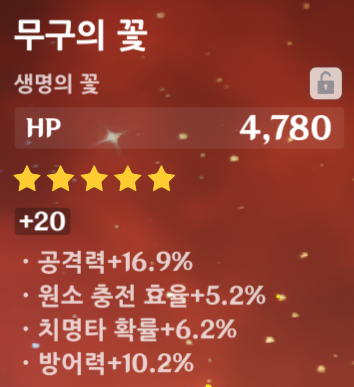 무구의 꽃
생명의 꽃
HP 4,780
+20
· 공격력+16.9%
· 원소 충전 효율+5.2%
· 치명타 확률+6.2%
· 방어력+10.2%